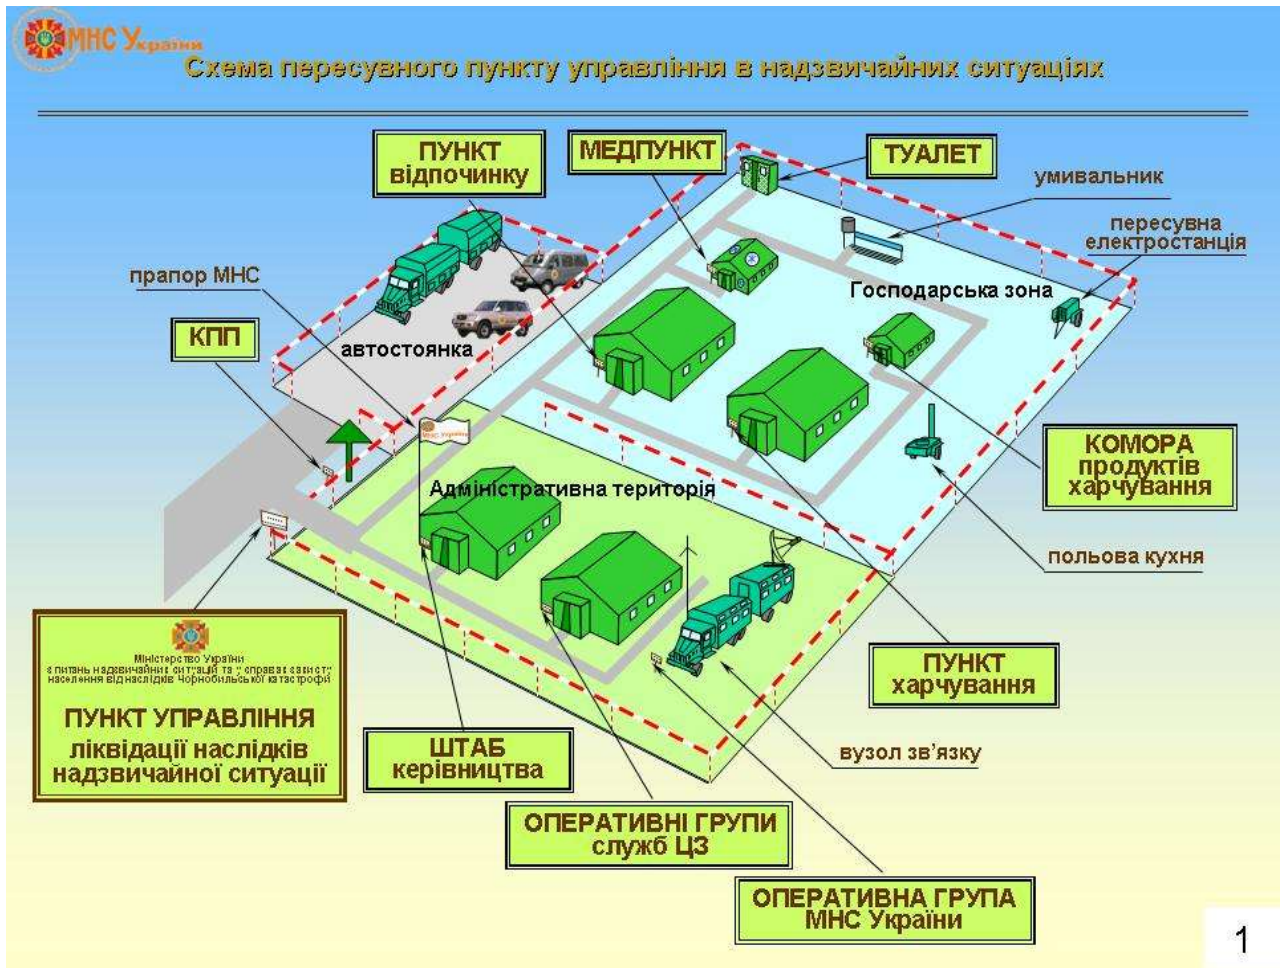 МНС України
Схема пересувного пункту управління в надзвичайних ситуаціях
ПУНКТ
відпочинку
МЕДПУНКТ
ТУАЛЕТ
умивальник
пересувна
електростанція
прапор МНС
Господарська зона
КПП
автостоянка
МНС України
КОМОРА
продуктів
харчування
Адміністративна територія
польова кухня
Міністерство України
з питань надзвичайних ситуацій та у справах захисту
населення від наслідків Чорнобильської катастрофи
ПУНКТ УПРАВЛІННЯ
ліквідації наслідків
надзвичайної ситуації
ПУНКТ
харчування
ШТАБ
керівництва
вузол зв’язку
ОПЕРАТИВНІ ГРУПИ
служб ЦЗ
ОПЕРАТИВНА ГРУПА
МНС України
1